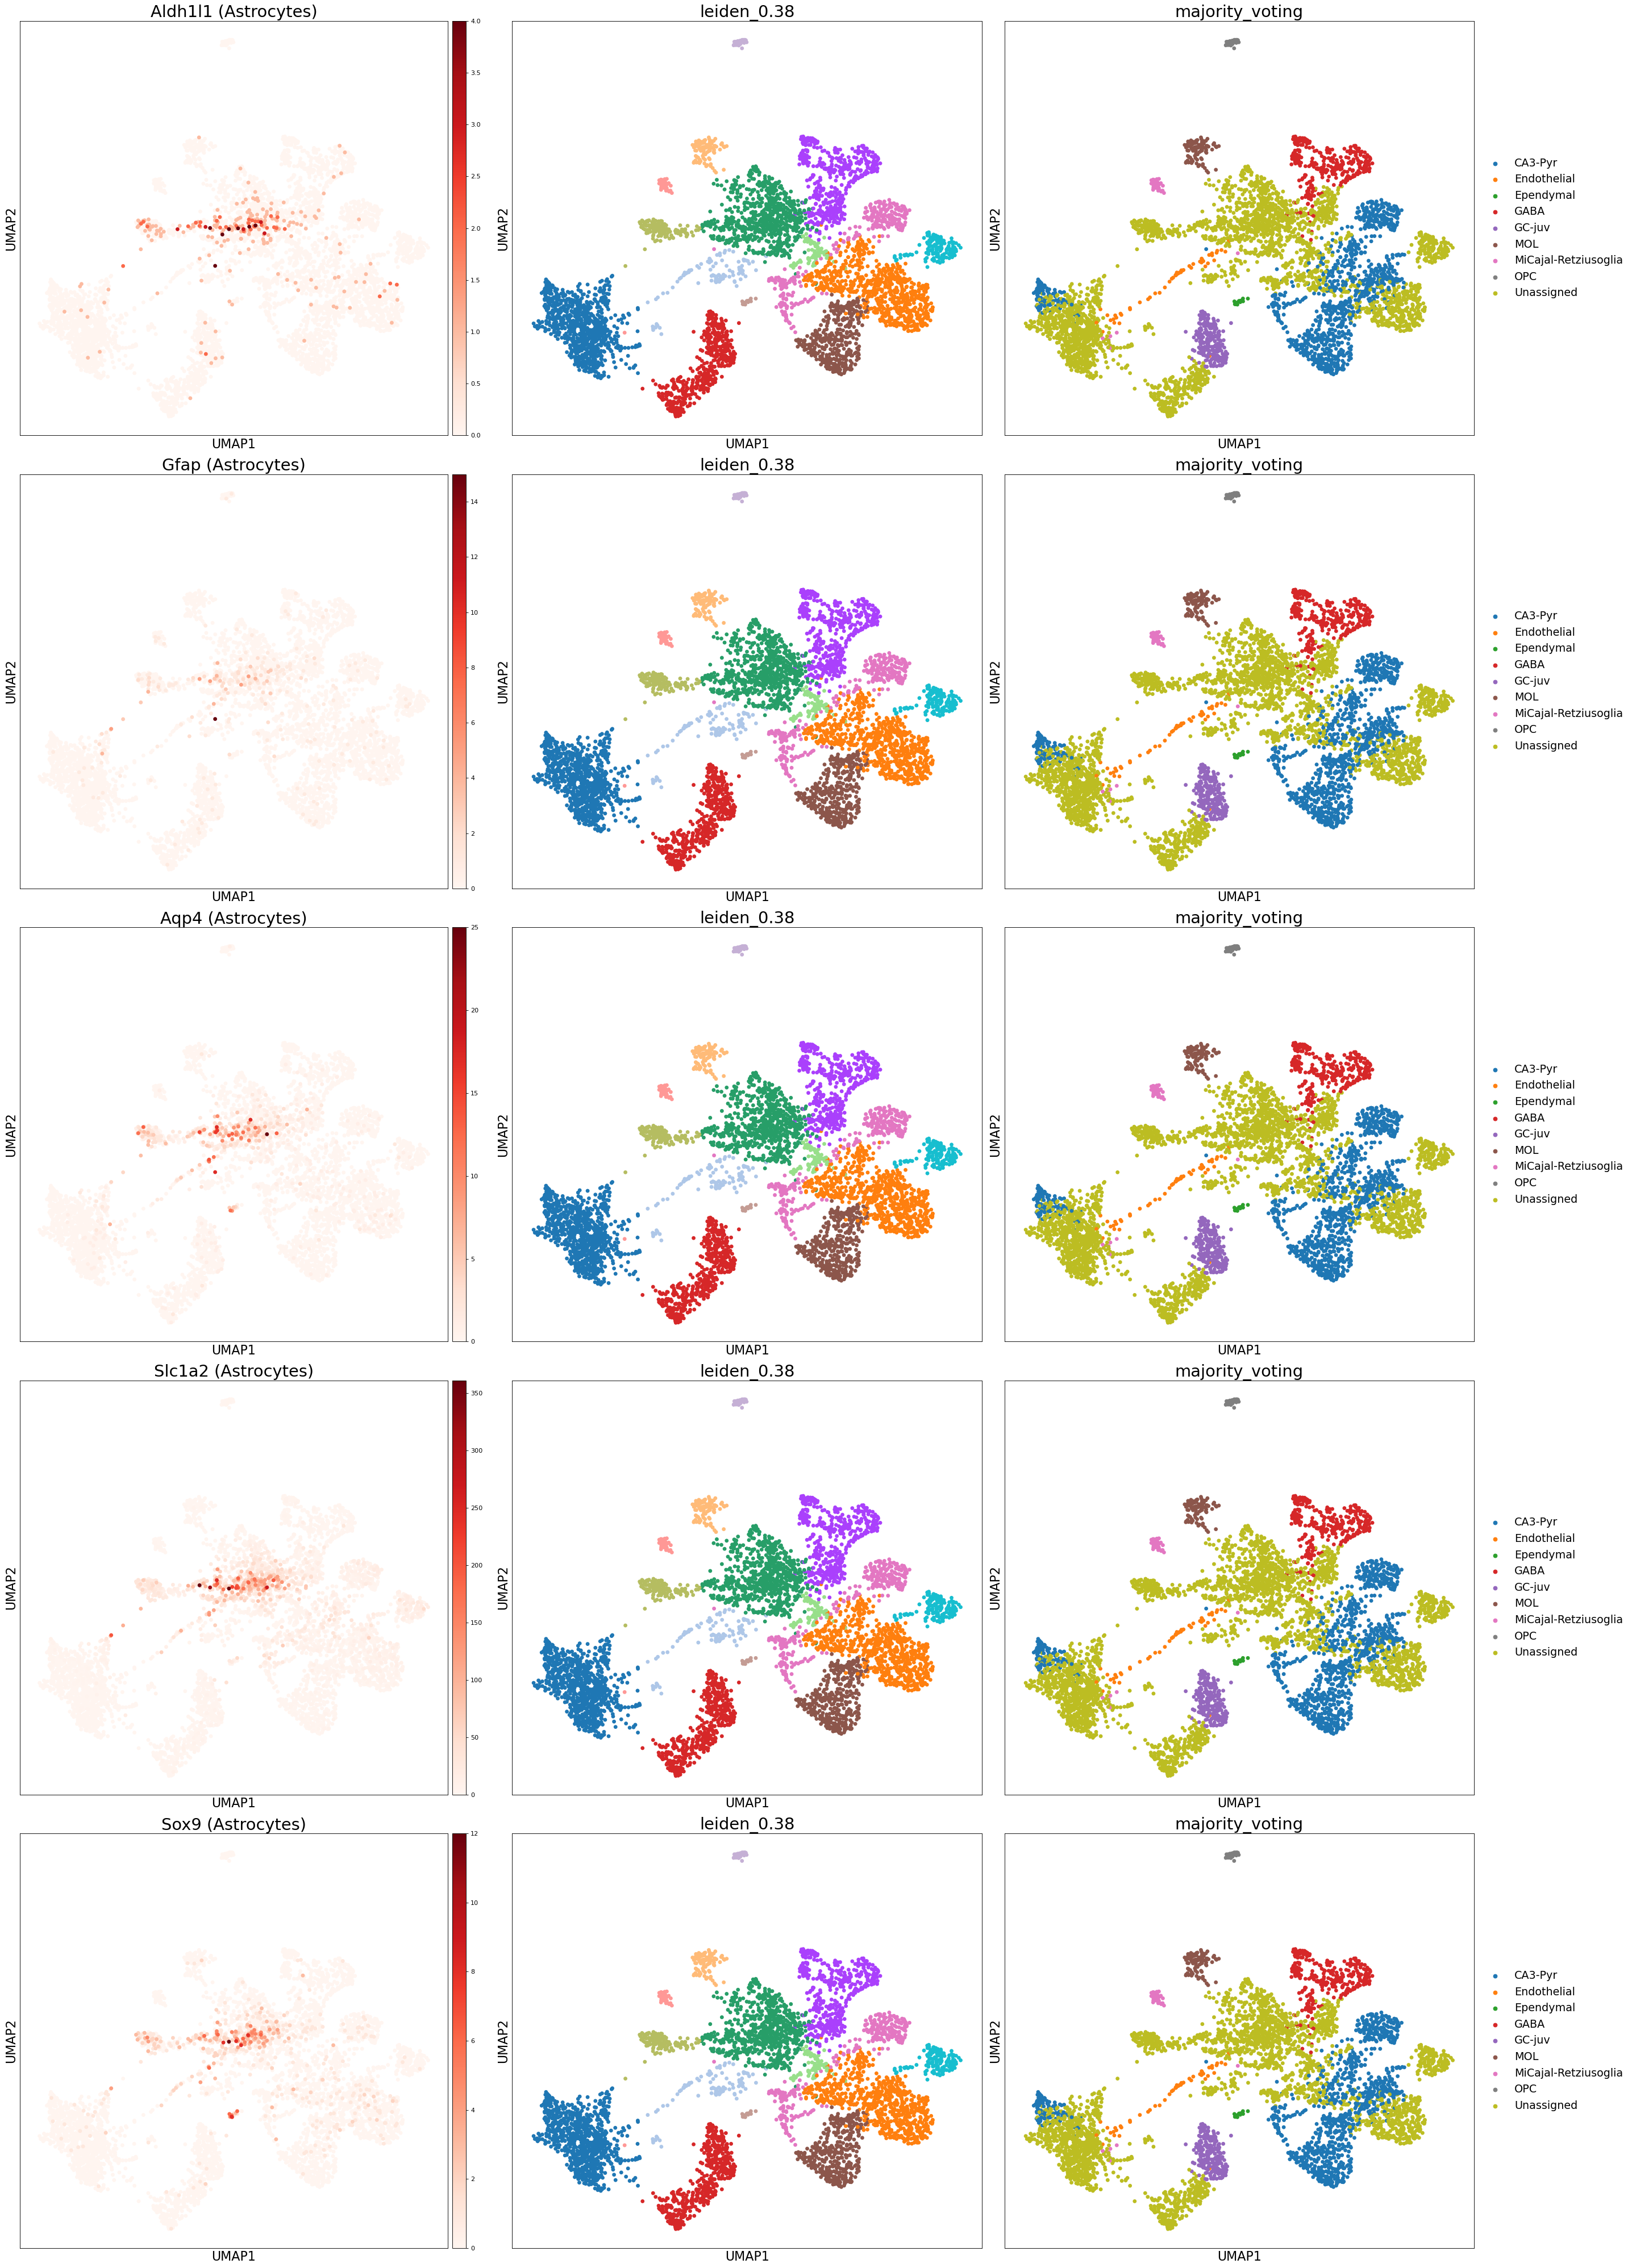 Aldh1l1 (Astrocytes)
leiden_0.38
majority_voting
4.0
3.5
3.0
2.5
2.0
1.5
1.0
0.5
0.0
UMAP2
UMAP1
UMAP2
UMAP1
UMAP2
UMAP1
CA3-Pyr
Endothelial
Ependymal
GABA
GC-juv
MOL
MiCajal-Retziusoglia
OPC
Unassigned
Gfap (Astrocytes)
leiden_0.38
majority_voting
14
12
10
8
6
4
2
0
UMAP2
UMAP1
UMAP2
UMAP1
UMAP2
UMAP1
CA3-Pyr
Endothelial
Ependymal
GABA
GC-juv
MOL
MiCajal-Retziusoglia
OPC
Unassigned
Aqp4 (Astrocytes)
leiden_0.38
majority_voting
25
20
15
10
5
0
UMAP2
UMAP1
UMAP2
UMAP1
UMAP2
UMAP1
CA3-Pyr
Endothelial
Ependymal
GABA
GC-juv
MOL
MiCajal-Retziusoglia
OPC
Unassigned
Slc1a2 (Astrocytes)
leiden_0.38
majority_voting
350
300
250
200
150
100
50
0
UMAP2
UMAP1
UMAP2
UMAP1
UMAP2
UMAP1
CA3-Pyr
Endothelial
Ependymal
GABA
GC-juv
MOL
MiCajal-Retziusoglia
OPC
Unassigned
Sox9 (Astrocytes)
leiden_0.38
majority_voting
12
10
8
6
4
2
0
UMAP2
UMAP1
UMAP2
UMAP1
UMAP2
UMAP1
CA3-Pyr
Endothelial
Ependymal
GABA
GC-juv
MOL
MiCajal-Retziusoglia
OPC
Unassigned